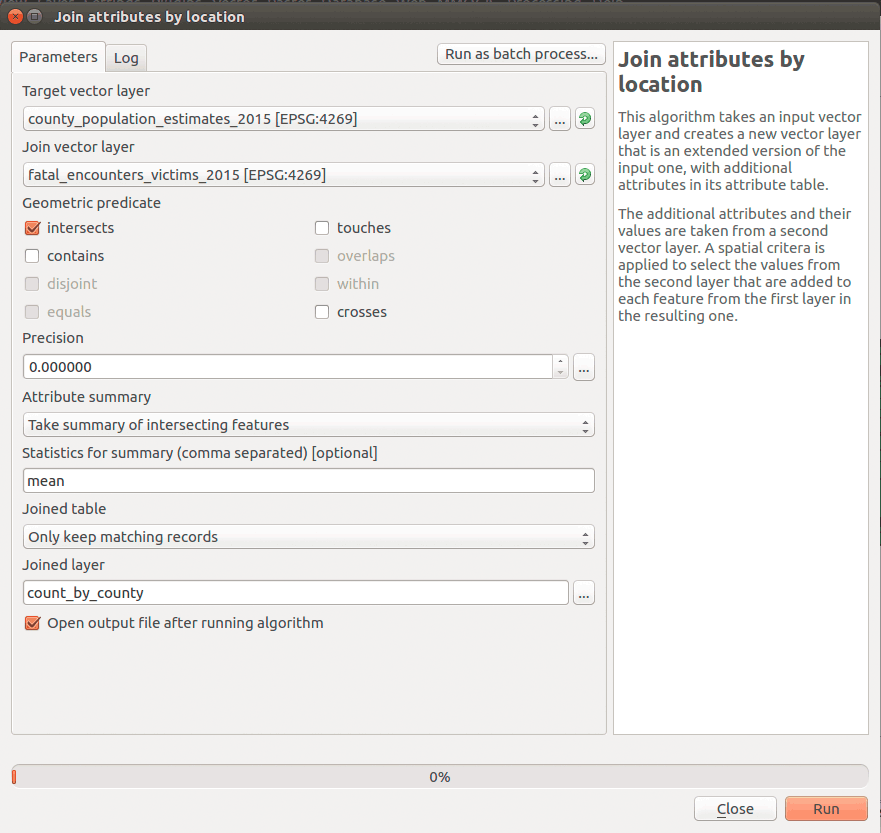 Join attributes by location
Parameters
Log
Run as batch process...
Target vector layer
county_population_estimates_2015 [EPSG:4269]
...
Join vector layer
fatal_encounters_victims_2015 [EPSG:4269]
...
Geometric predicate
intersects
touches
contains
overlaps
disjoint
within
equals
crosses
Precision
0.000000
...
Attribute summary
Take summary of intersecting features
Statistics for summary (comma separated) [optional]
mean
Joined table
Only keep matching records
Joined layer
count_by_county
...
Open output file after running algorithm
Join attributes by
location
This algorithm takes an input vector
layer and creates a new vector layer
that is an extended version of the
input one, with additional
attributes in its attribute table.
The additional attributes and their
values are taken from a second
vector layer. A spatial critera is
applied to select the values from
the second layer that are added to
each feature from the first layer in
the resulting one.
0%
Close
Run